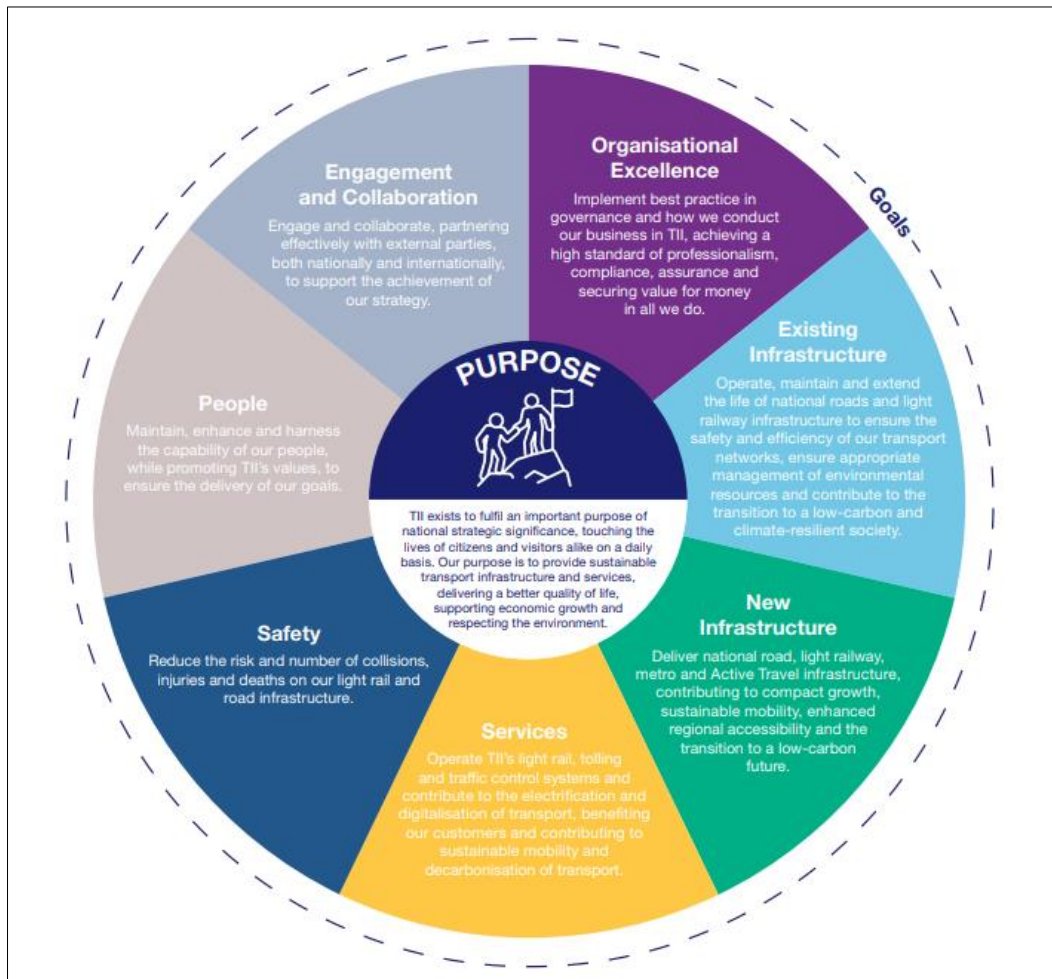 Goals
Organisational
Excellence
Implement best practice in
governance and how we conduct
our business in TII, achieving a
high standard of professionalism,
compliance, assurance and
securing value for money
in all we do.
Existing
Infrastructure
Operate, maintain and extend
the life of national roads and light
railway infrastructure to ensure the
safety and efficiency of our transport
networks, ensure appropriate
management of environmental
resources and contribute to the
transition to a low-carbon and
climate-resilient society.
New
Infrastructure
Deliver national road, light railway,
metro and Active Travel infrastructure,
contributing to compact growth,
sustainable mobility, enhanced
regional accessibility and the
transition to a low-carbon
future.
Services
Operate TII's light rail, tolling
and traffic control systems and
contribute to the electrification and
digitalisation of transport, benefiting
our customers and contributing to
sustainable mobility and
decarbonisation of transport.
Safety
Reduce the risk and number of collisions,
injuries and deaths on our light rail and
road infrastructure.
People
Maintain, enhance and harness
the capability of our people,
while promoting TII's values, to
ensure the delivery of our goals.
Engagement
and Collaboration
Engage and collaborate, partnering
effectively with external parties,
both nationally and internationally,
to support the achievement of
our strategy.
PURPOSE
TII exists to fulfil an important purpose of
national strategic significance, touching the
lives of citizens and visitors alike on a daily
basis. Our purpose is to provide sustainable
transport infrastructure and services,
delivering a better quality of life,
supporting economic growth and
respecting the environment.